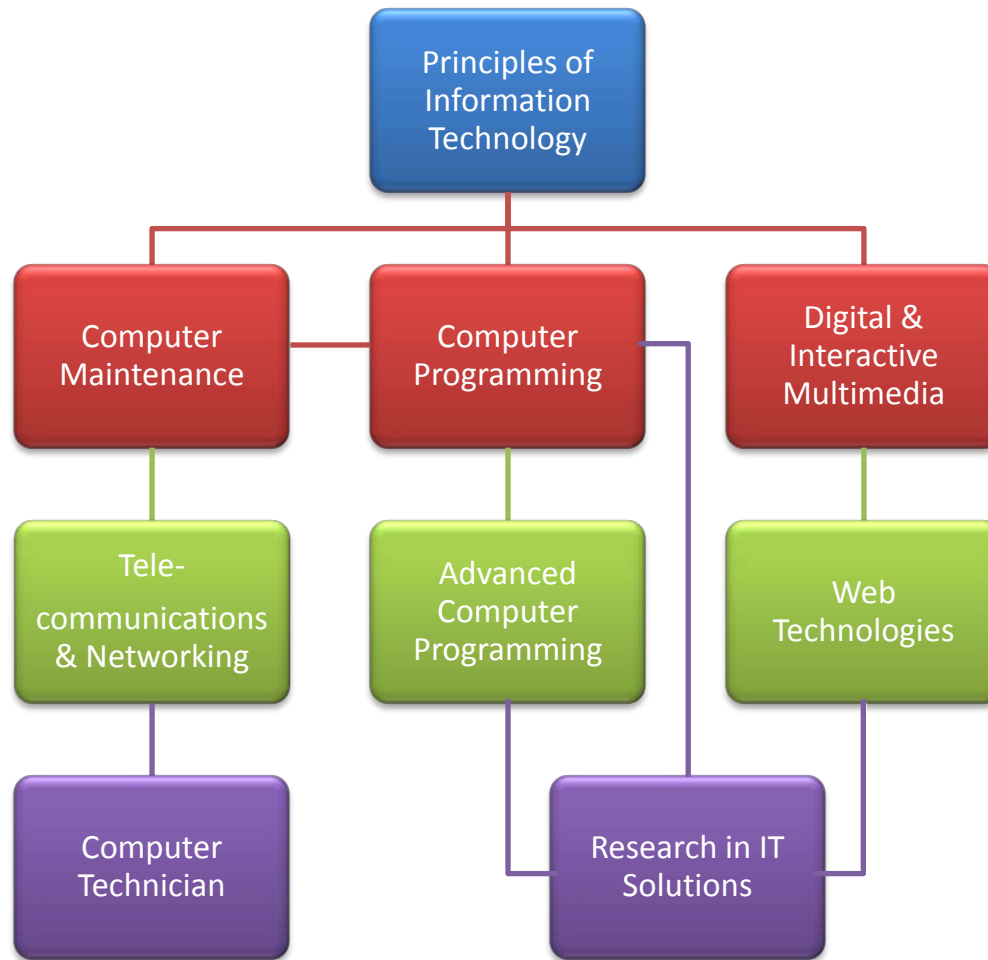 Principles of
Information
Technology
Computer
Maintenance
Computer
Programming
Digital &
Interactive
Multimedia
Tele-
communications
& Networking
Advanced
Computer
Programming
Web
Technologies
Computer
Technician
Research in IT
Solutions